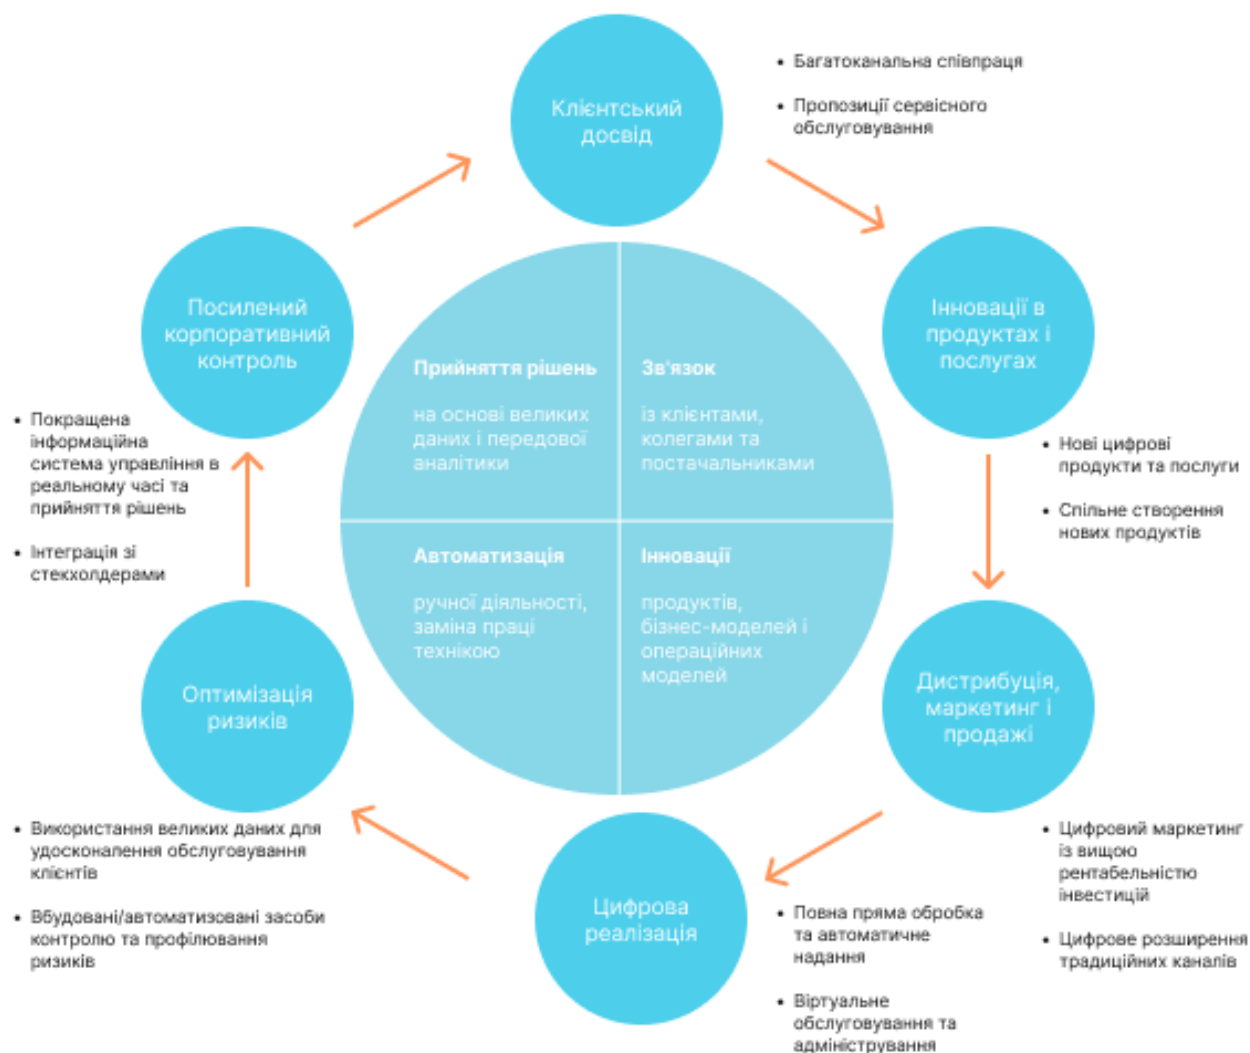 Клієнтський
досвід
• Багатоканальна співпраця
• Пропозиції сервісного
обслуговування
Інновації в
продуктах і
послугах
• Нові цифрові
продукти та послуги
• Спільне створення
нових продуктів
Дистрибуція,
маркетинг і
продажі
• Цифровий маркетинг
із вищою
рентабельністю
інвестицій
• Цифрове розширення
традиційних каналів
Цифрова
реалізація
• Повна пряма обробка
та автоматичне
надання
• Віртуальне
обслуговування та
адміністрування
Оптимізація
ризиків
• Використання великих даних для
удосконалення обслуговування
клієнтів
• Вбудовані/автоматизовані засоби
контролю та профілювання
ризиків
Посилений
корпоративний
контроль
• Покращена
інформаційна
система управління в
реальному часі та
прийняття рішень
• Інтеграція зі
стекхолдерами
Прийняття рішень
на основі великих
даних і передової
аналітики
Зв'язок
із клієнтами,
колегами та
постачальниками
Автоматизація
ручної діяльності,
заміна праці
технікою
Інновації
продуктів,
бізнес-моделей і
операційних
моделей